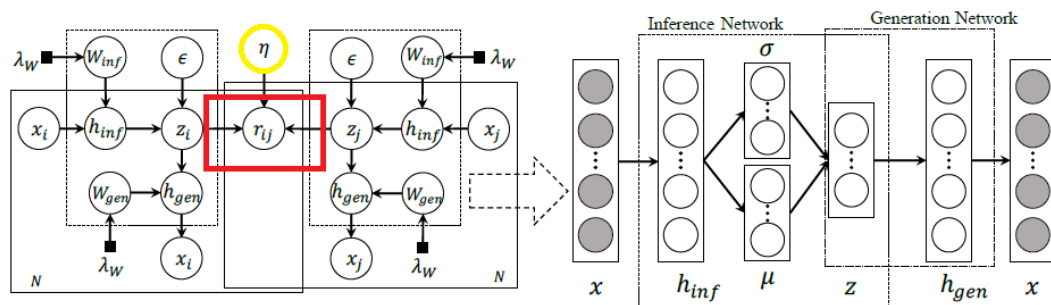 Inference Network
Generation Network
λ_W W_inf ϵ η ϵ W_inf λ_W
σ
x_i h_inf z_i r_ij z_j h_inf x_j
W_gen h_gen h_gen W_gen
λ_W x_i x_j λ_W
N N
x h_inf μ z h_gen x